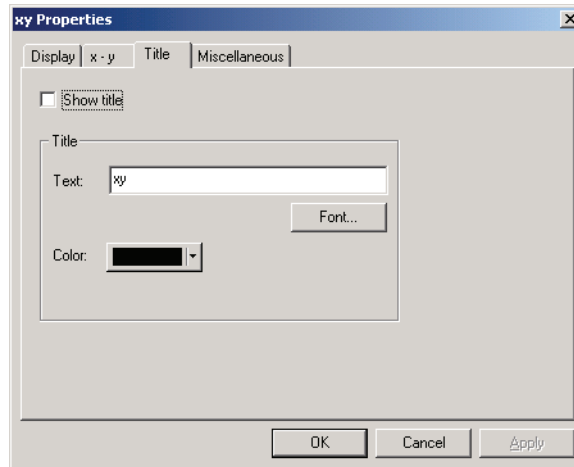 xy Properties
Display x - y Title Miscellaneous
Show title
Title
Text: xy
Font...
Color:
OK Cancel Apply